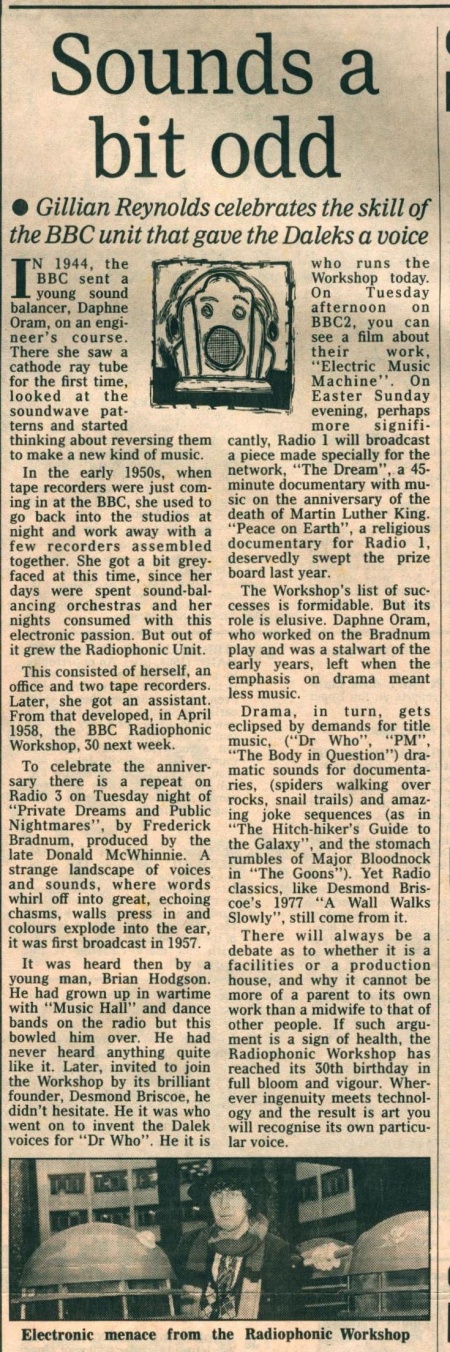 Sounds a
bit odd
● Gillian Reynolds celebrates the skill of
the BBC unit that gave the Daleks a voice
IN 1944, the
BBC sent a
young sound
balancer, Daphne
Oram, on an engi-
neer's course.
There she saw a
cathode ray tube
for the first time,
looked at the
soundwave pat-
terns and started
thinking about reversing them
to make a new kind of music.
In the early 1950s, when
tape recorders were just com-
ing in at the BBC, she used to
go back into the studios at
night and work away with a
few recorders assembled
together. She got a bit grey-
faced at this time, since her
days were spent sound-bal-
ancing orchestras and her
nights consumed with this
electronic passion. But out of
it grew the Radiophonic Unit.
This consisted of herself, an
office and two tape recorders.
Later, she got an assistant.
From that developed, in April
1958, the BBC Radiophonic
Workshop, 30 next week.
To celebrate the anniver-
sary there is a repeat on
Radio 3 on Tuesday night of
"Private Dreams and Public
Nightmares", by Frederick
Bradnum, produced by the
late Donald McWhinnie. A
strange landscape of voices
and sounds, where words
whirl off into great, echoing
chasms, walls press in and
colours explode into the ear,
it was first broadcast in 1957.
It was heard then by a
young man, Brian Hodgson.
He had grown up in wartime
with "Music Hall" and dance
bands on the radio but this
bowled him over. He had
never heard anything quite
like it. Later, invited to join
the Workshop by its brilliant
founder, Desmond Briscoe, he
didn't hesitate. He it was who
went on to invent the Dalek
voices for "Dr Who". He it is
who runs the
Workshop today.
On Tuesday
afternoon on
BBC2, you can
see a film about
their work,
"Electric Music
Machine". On
Easter Sunday
evening, perhaps
more signifi-
cantly, Radio 1 will broadcast
a piece made specially for the
network, "The Dream", a 45-
minute documentary with mu-
sic on the anniversary of the
death of Martin Luther King.
"Peace on Earth", a religious
documentary for Radio 1,
deservedly swept the prize
board last year.
The Workshop's list of suc-
cesses is formidable. But its
role is elusive. Daphne Oram,
who worked on the Bradnum
play and was a stalwart of the
early years, left when the
emphasis on drama meant
less music.
Drama, in turn, gets
eclipsed by demands for title
music, ("Dr Who", "PM",
"The Body in Question") dra-
matic sounds for documenta-
ries, (spiders walking over
rocks, snail trails) and amaz-
ing joke sequences (as in
"The Hitch-hiker's Guide to
the Galaxy", and the stomach
rumbles of Major Bloodnock
in "The Goons"). Yet Radio
classics, like Desmond Bris-
coe's 1977 "A Wall Walks
Slowly", still come from it.
There will always be a
debate as to whether it is a
facilities or a production
house, and why it cannot be
more of a parent to its own
work than a midwife to that of
other people. If such argu-
ment is a sign of health, the
Radiophonic Workshop has
reached its 30th birthday in
full bloom and vigour. Wher-
ever ingenuity meets technol-
ogy and the result is art you
will recognise its own particu-
lar voice.
Electronic menace from the Radiophonic Workshop